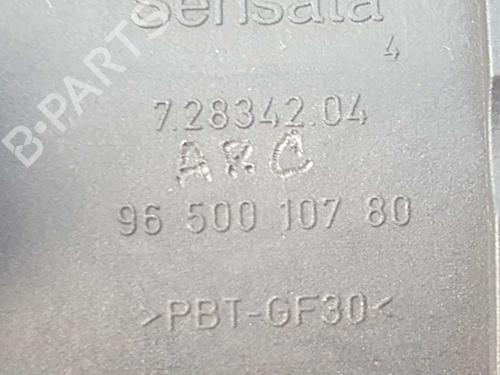 Sensata
4
7.28342.04
ARC
96 500 107 80
>PBT-GF30<
B-PARTS